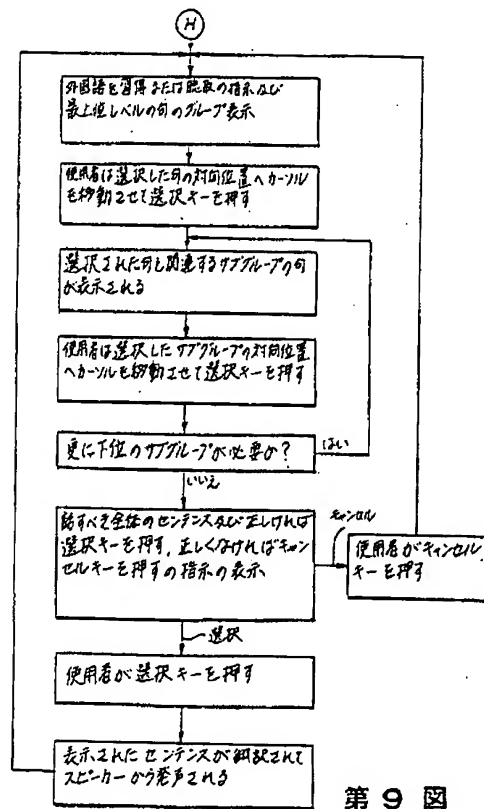 H
外国語を習得または聴取の指示及び
最上位レベルの句のグループ表示
使用者は選択した句の対向位置へカーソル
を移動させて選択キーを押す
選択された句と関連するサブグループの句
が表示される
使用者は選択したサブグループの対向位置
へカーソルを移動させて選択キーを押す
更に下位のサブグループが必要か?
はい
いいえ
話すべき全体のセンテンス及び正しければ
選択キーを押す,正しくなければキャン
セルキーを押すの指示の表示
キャンセル
使用者がキャンセル
キーを押す
選択
使用者が選択キーを押す
表示されたセンテンスが翻訳されて
スピーカーから発声される
第9図